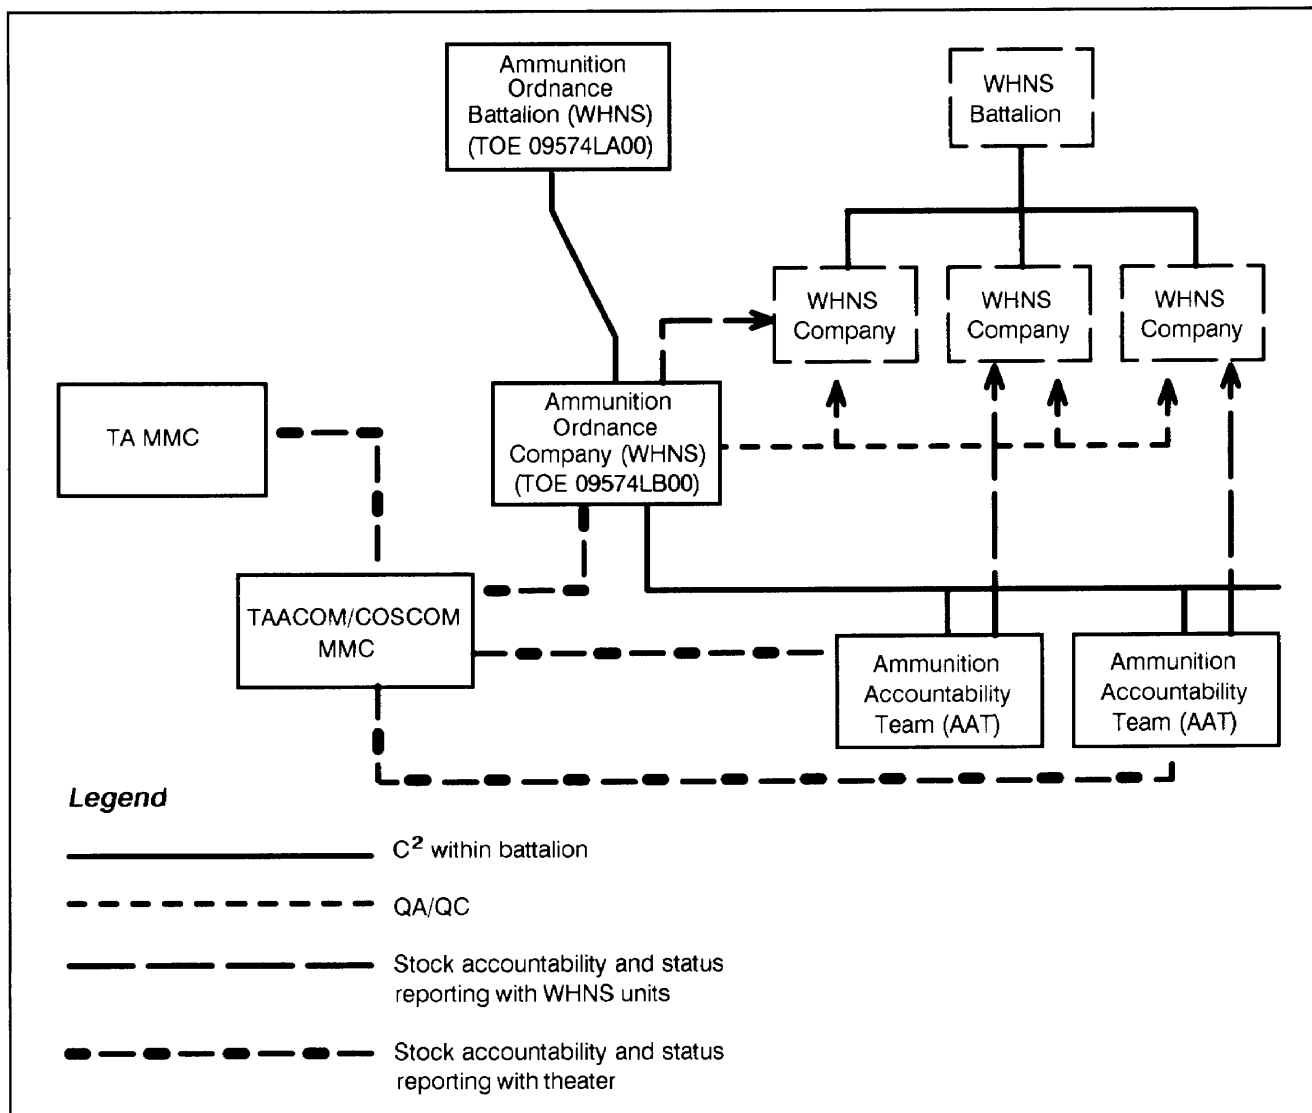 Ammunition
Ordnance
Battalion (WHNS)
(TOE 09574LA00)
WHNS
Battalion
WHNS
Company
WHNS
Company
WHNS
Company
TA MMC
Ammunition
Ordnance
Company (WHNS)
(TOE 09574LB00)
TAACOM/COSCOM
MMC
Ammunition
Accountability
Team (AAT)
Ammunition
Accountability
Team (AAT)
Legend
C² within battalion
QA/QC
Stock accountability and status
reporting with WHNS units
Stock accountability and status
reporting with theater